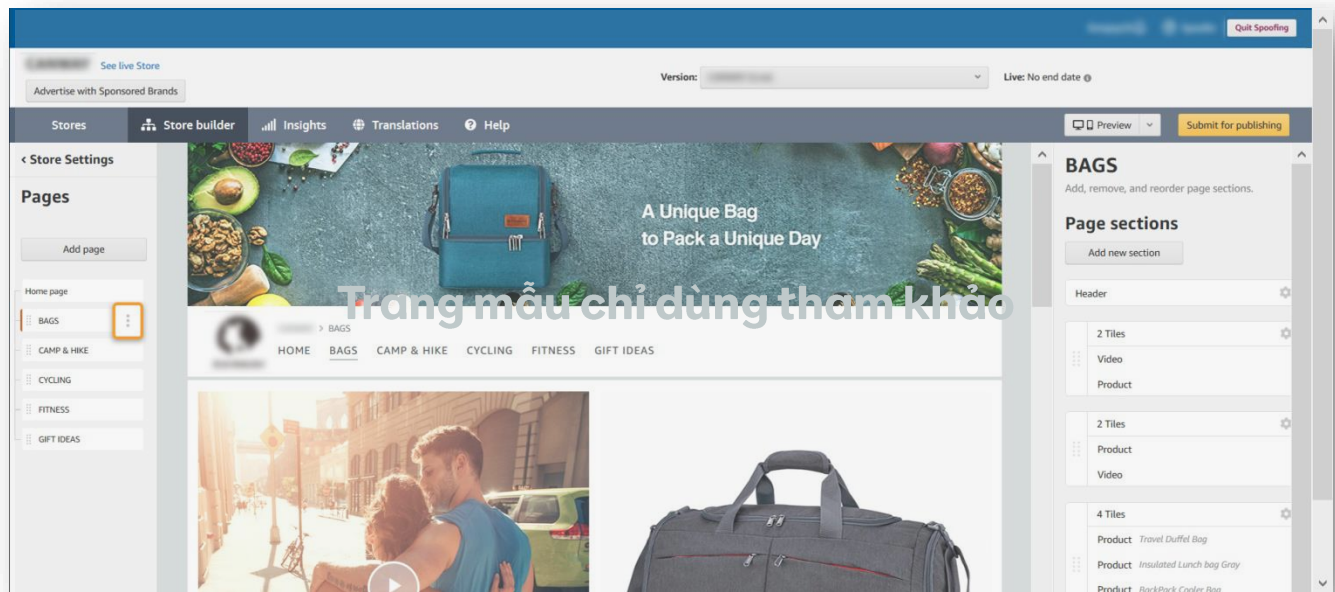 Quit Spoofing
See live Store
Advertise with Sponsored Brands
Version:
Live: No end date
Stores
Store builder
Insights
Translations
Help
Preview
Submit for publishing
< Store Settings
Pages
Add page
Home page
BAGS
CAMP & HIKE
CYCLING
FITNESS
GIFT IDEAS
A Unique Bag
to Pack a Unique Day
Trang mẫu chỉ dùng tham khảo
> BAGS
HOME BAGS CAMP & HIKE CYCLING FITNESS GIFT IDEAS
BAGS
Add, remove, and reorder page sections.
Page sections
Add new section
Header
2 Tiles
Video
Product
2 Tiles
Product
Video
4 Tiles
Product Travel Duffel Bag
Product Insulated Lunch bag Gray
Product BackPack Cooler Bag